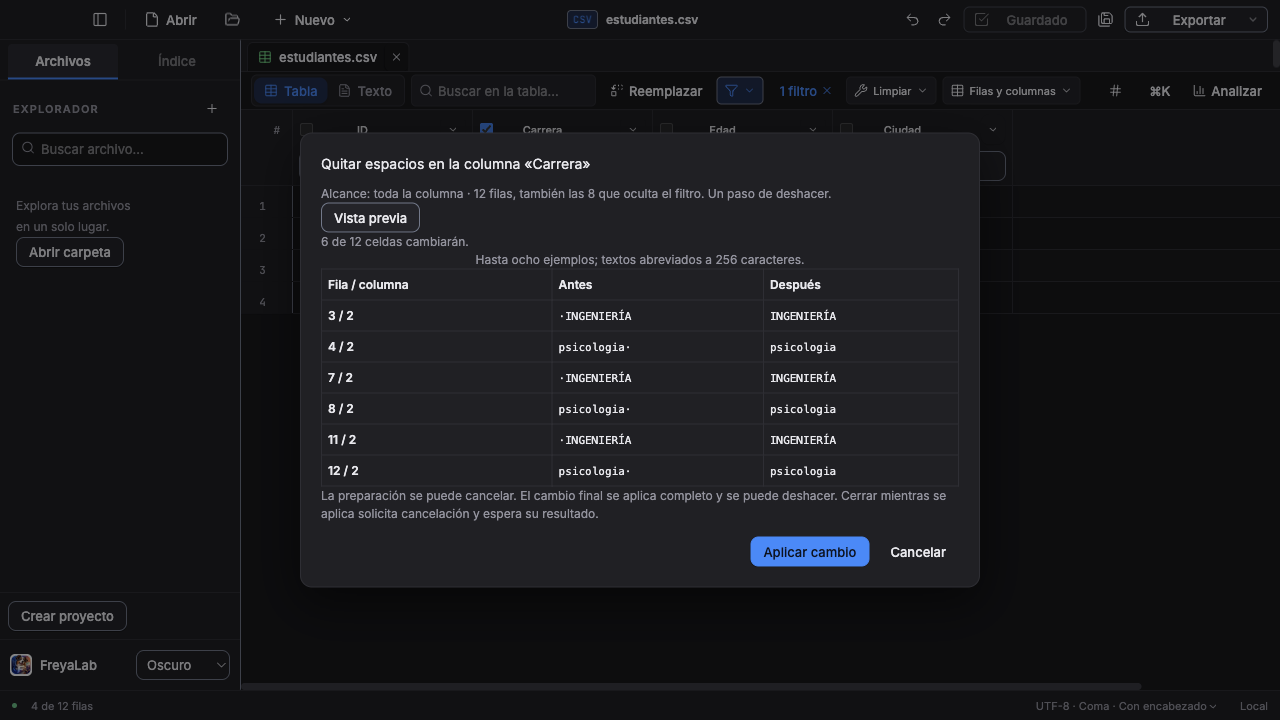 Abrir
Nuevo
CSV estudiantes.csv
Guardado
Exportar
Archivos
Índice
estudiantes.csv
Tabla
Texto
Buscar en la tabla...
Reemplazar
1 filtro
Limpiar
Filas y columnas
#
⌘K
Analizar
EXPLORADOR
Buscar archivo...
Explora tus archivos
en un solo lugar.
Abrir carpeta
# ID Carrera Edad Ciudad
1
2
3
4
Quitar espacios en la columna «Carrera»
Alcance: toda la columna · 12 filas, también las 8 que oculta el filtro. Un paso de deshacer.
Vista previa
6 de 12 celdas cambiarán.
Hasta ocho ejemplos; textos abreviados a 256 caracteres.
Fila / columna Antes Después
3 / 2 ·INGENIERÍA INGENIERÍA
4 / 2 psicologia· psicologia
7 / 2 ·INGENIERÍA INGENIERÍA
8 / 2 psicologia· psicologia
11 / 2 ·INGENIERÍA INGENIERÍA
12 / 2 psicologia· psicologia
La preparación se puede cancelar. El cambio final se aplica completo y se puede deshacer. Cerrar mientras se
aplica solicita cancelación y espera su resultado.
Aplicar cambio
Cancelar
Crear proyecto
FreyaLab
Oscuro
4 de 12 filas
UTF-8 · Coma · Con encabezado
Local